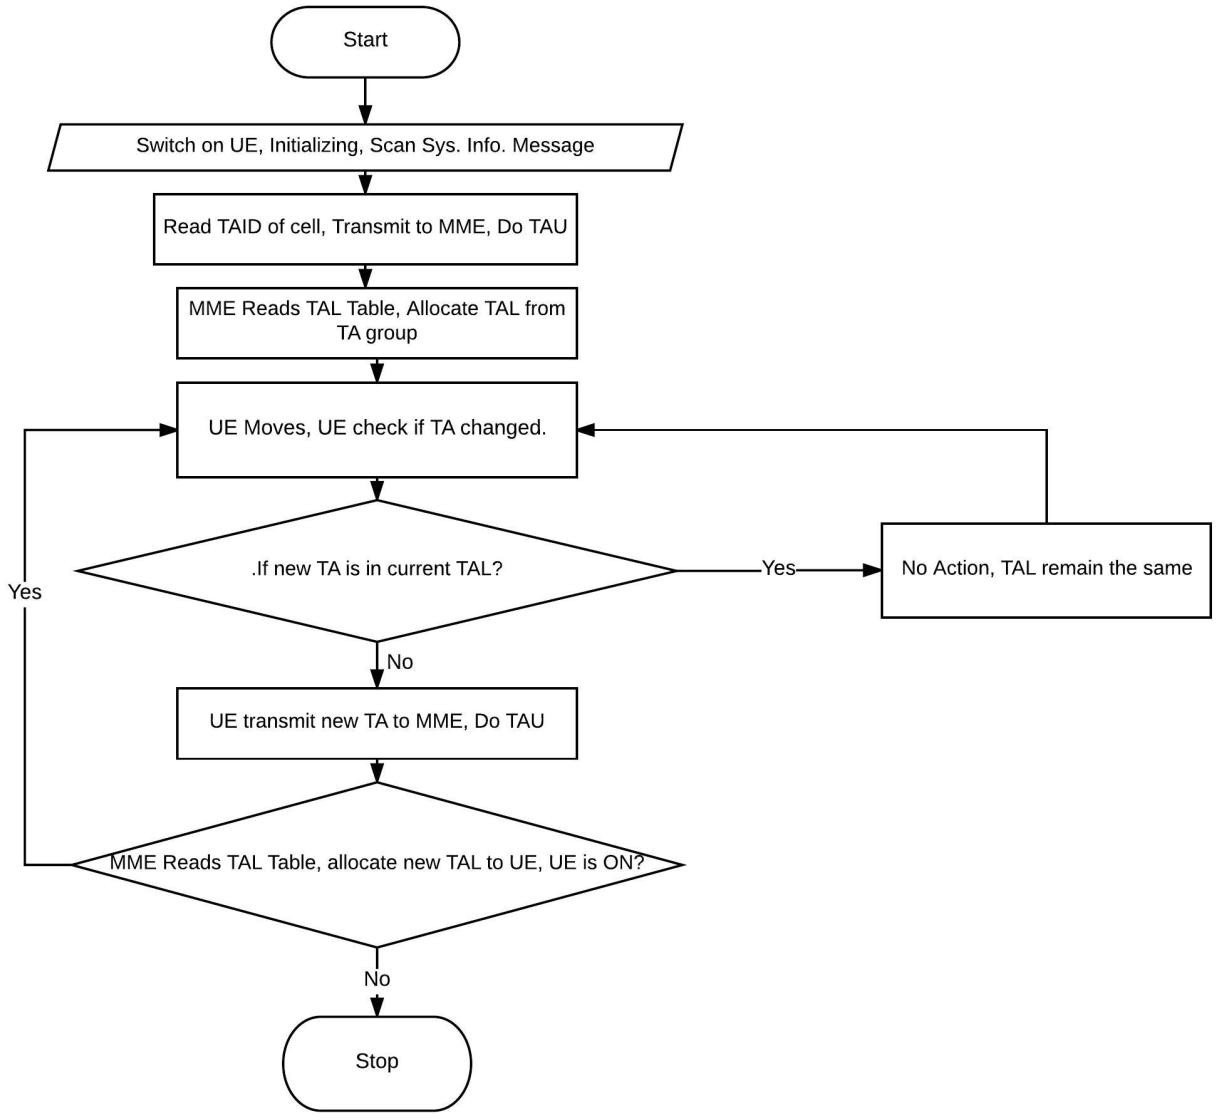 Start
Switch on UE, Initializing, Scan Sys. Info. Message
Read TAID of cell, Transmit to MME, Do TAU
MME Reads TAL Table, Allocate TAL from
TA group
UE Moves, UE check if TA changed.
.If new TA is in current TAL?
Yes
No Action, TAL remain the same
Yes
No
UE transmit new TA to MME, Do TAU
MME Reads TAL Table, allocate new TAL to UE, UE is ON?
No
Stop